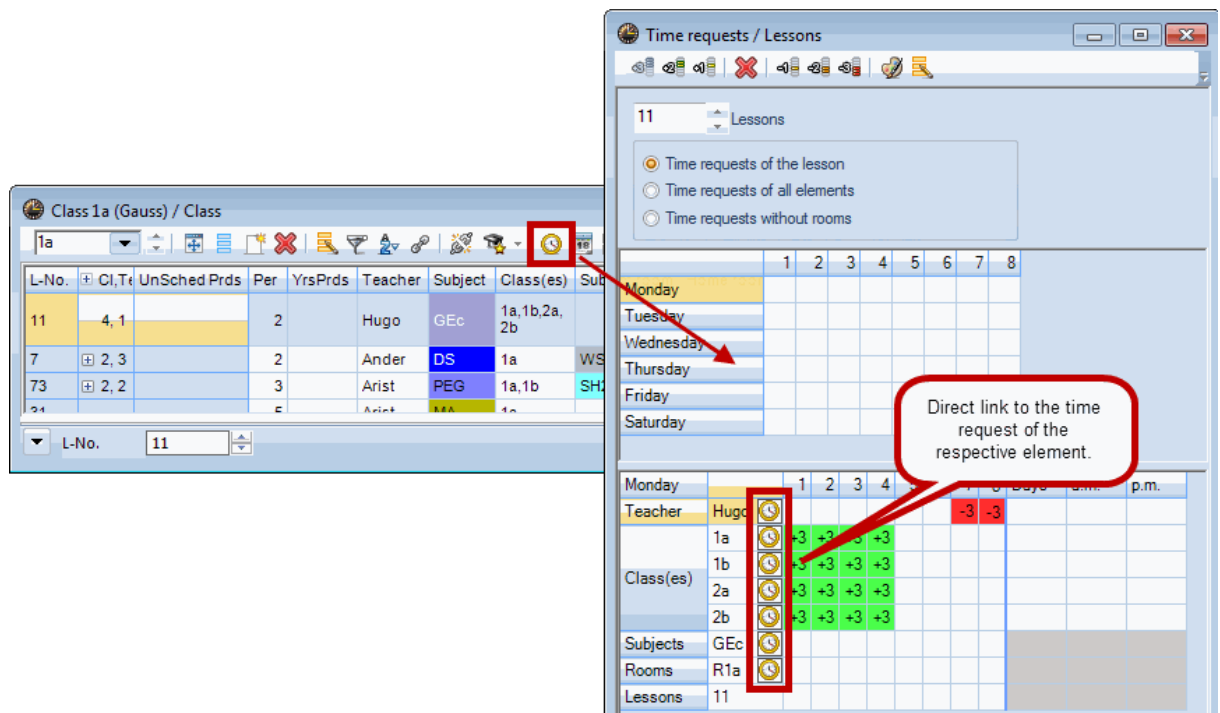 Time requests / Lessons
11 Lessons
Time requests of the lesson
Time requests of all elements
Time requests without rooms
1 2 3 4 5 6 7 8
Monday
Tuesday
Wednesday
Thursday
Friday
Saturday
Class 1a (Gauss) / Class
1a
L-No. Cl,Te UnSched Prds Per YrsPrds Teacher Subject Class(es)
11 4, 1 2 Hugo GEc 1a,1b,2a,
2b
7 2, 3 2 Ander DS 1a WS
73 2, 2 3 Arist PEG 1a,1b SH2
L-No. 11
Direct link to the time
request of the
respective element.
Monday 1 2 3 4 p.m.
Teacher Hugo -3 -3
Class(es)
1a +3 +3 +3 +3
1b +3 +3 +3 +3
2a +3 +3 +3 +3
2b +3 +3 +3 +3
Subjects GEc
Rooms R1a
Lessons 11